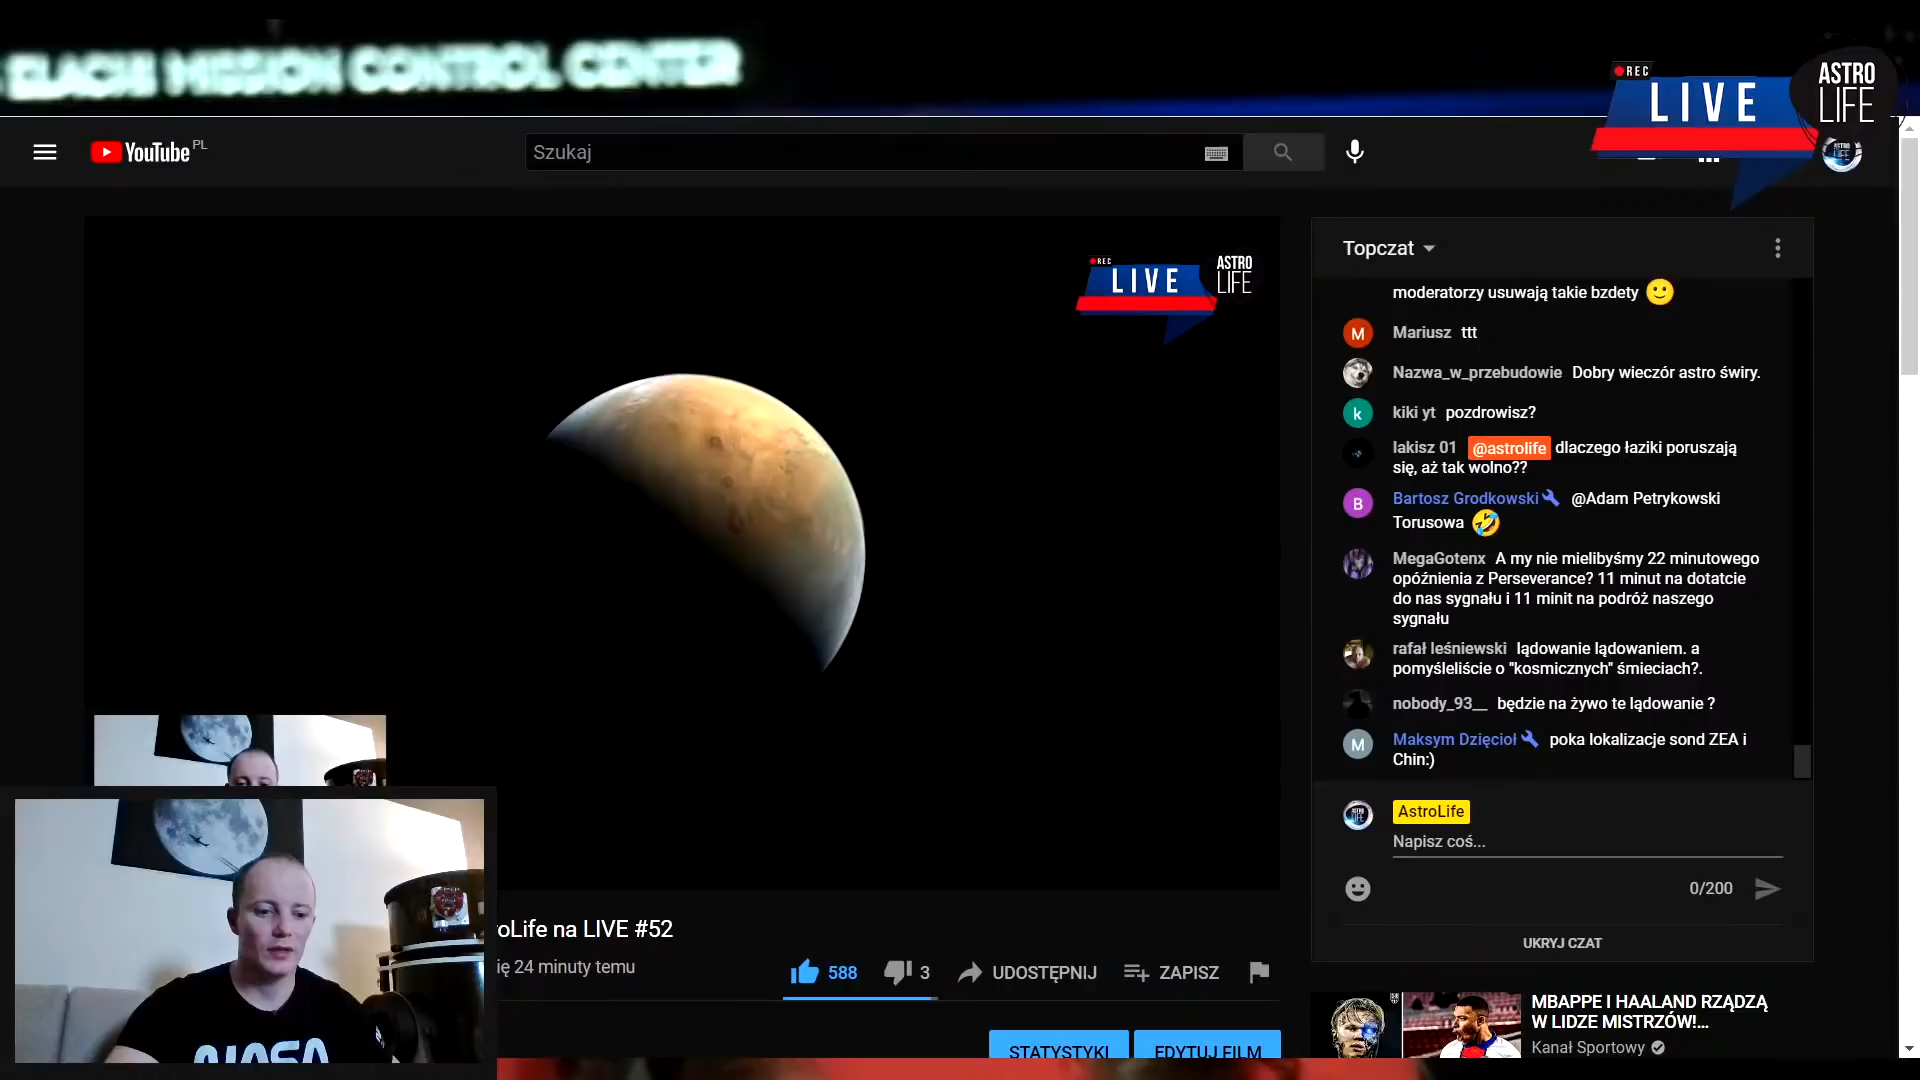 MISSION CONTROL CENTER
REC
LIVE
ASTRO
LIFE
YouTube PL
Szukaj
REC
LIVE
ASTRO
LIFE
Topczat
moderatorzy usuwają takie bzdety
M Mariusz ttt
Nazwa_w_przebudowie Dobry wieczór astro świry.
k kiki yt pozdrowisz?
lakisz 01 @astrolife dlaczego łaziki poruszają
się, aż tak wolno??
B Bartosz Grodkowski @Adam Petrykowski
Torusowa
MegaGotenx A my nie mielibyśmy 22 minutowego
opóźnienia z Perseverance? 11 minut na dotatcie
do nas sygnału i 11 minit na podróż naszego
sygnału
rafał leśniewski lądowanie lądowaniem. a
pomyśleliście o "kosmicznych" śmieciach?.
nobody_93__ będzie na żywo te lądowanie ?
M Maksym Dzięcioł poka lokalizacje sond ZEA i
Chin:)
AstroLife
Napisz coś...
0/200
UKRYJ CZAT
oLife na LIVE #52
ię 24 minuty temu
588
3
UDOSTĘPNIJ
ZAPISZ
STATYSTYKI
EDYTUJ FILM
MBAPPE I HAALAND RZĄDZĄ
W LIDZE MISTRZÓW!...
Kanał Sportowy
NASA